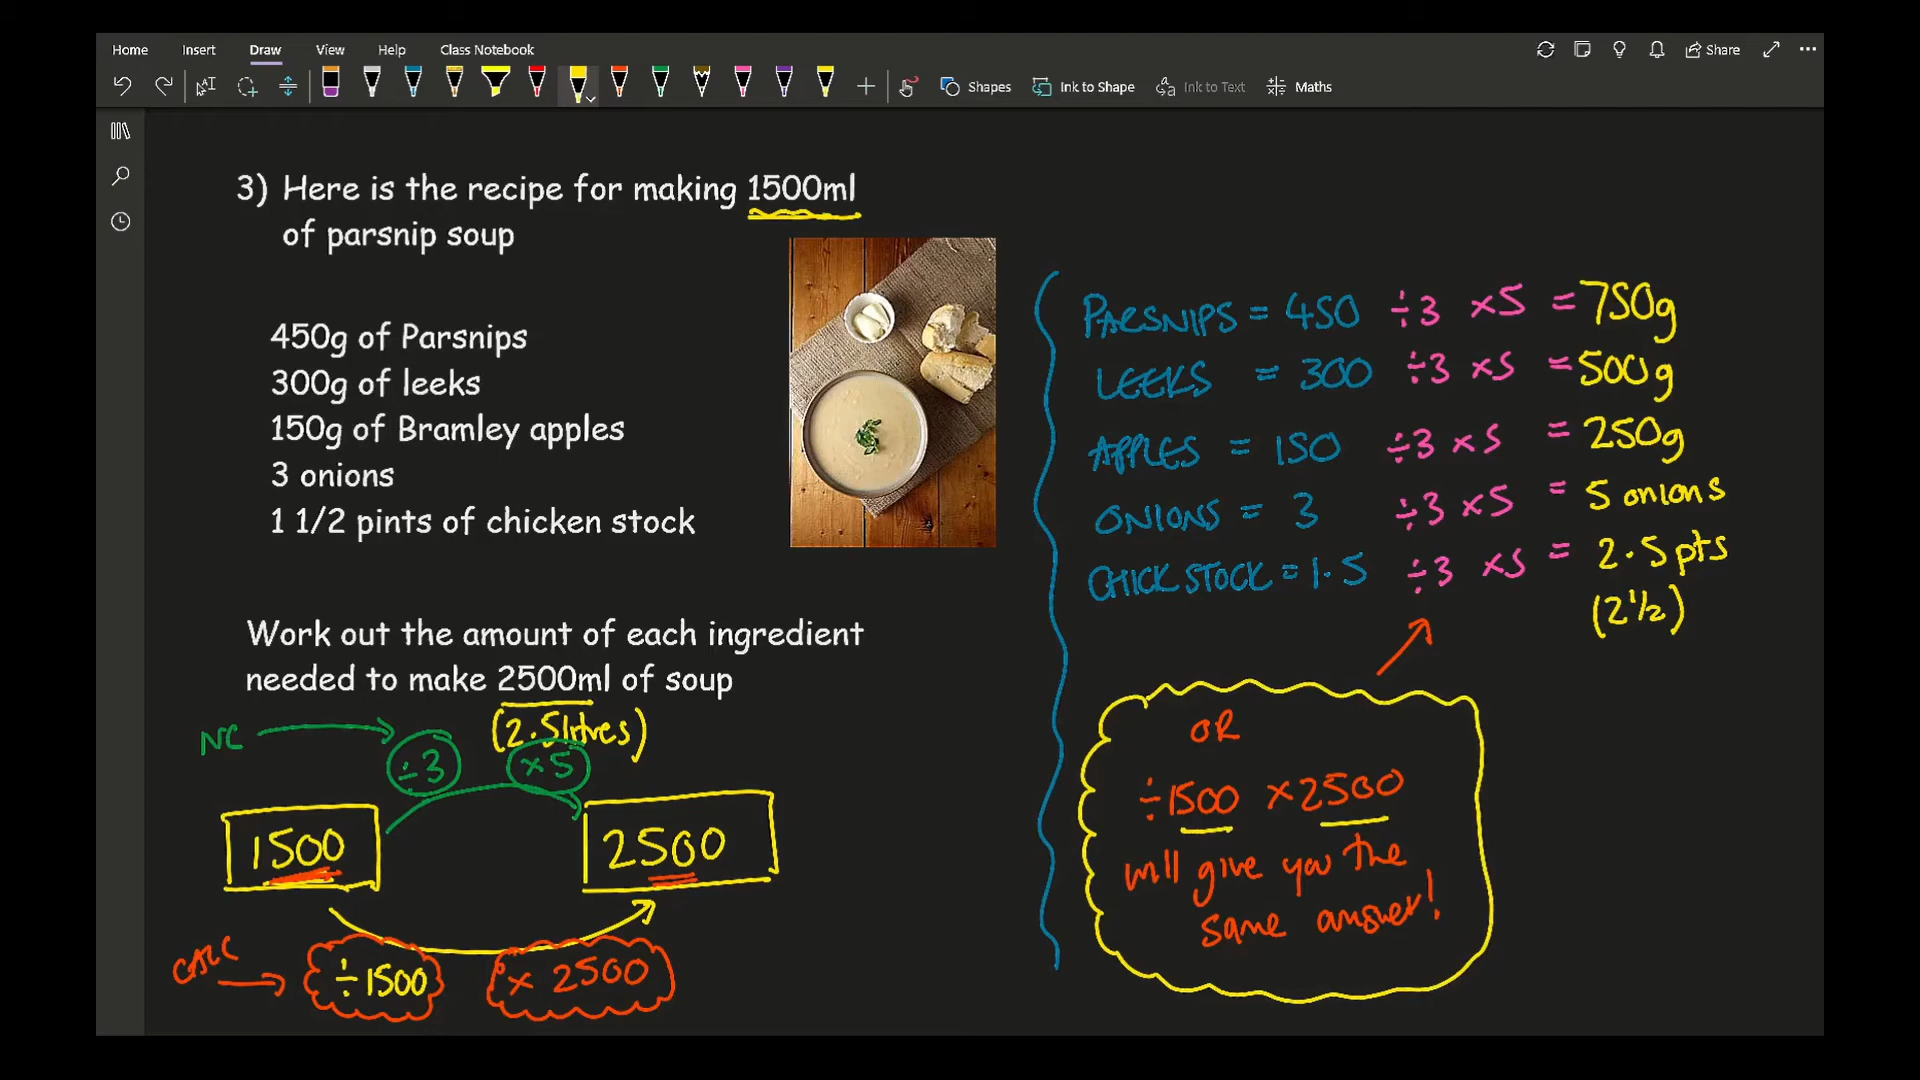 Home Insert Draw View Help Class Notebook Share
Shapes Ink to Shape Ink to Text Maths
3) Here is the recipe for making 1500ml
of parsnip soup
450g of Parsnips
300g of leeks
150g of Bramley apples
3 onions
1 1/2 pints of chicken stock
Work out the amount of each ingredient
needed to make 2500ml of soup
(2.5litres)
NC
÷3 ×5
1500 2500
CALC
÷1500 × 2500
PARSNIPS = 450 ÷3 ×5 = 750g
LEEKS = 300 ÷3 ×5 = 500g
APPLES = 150 ÷3 ×5 = 250g
ONIONS = 3 ÷3 ×5 = 5 onions
CHICK STOCK = 1.5 ÷3 ×5 = 2.5 pts
(2 1/2)
OR
÷1500 ×2500
will give you the
same answer!